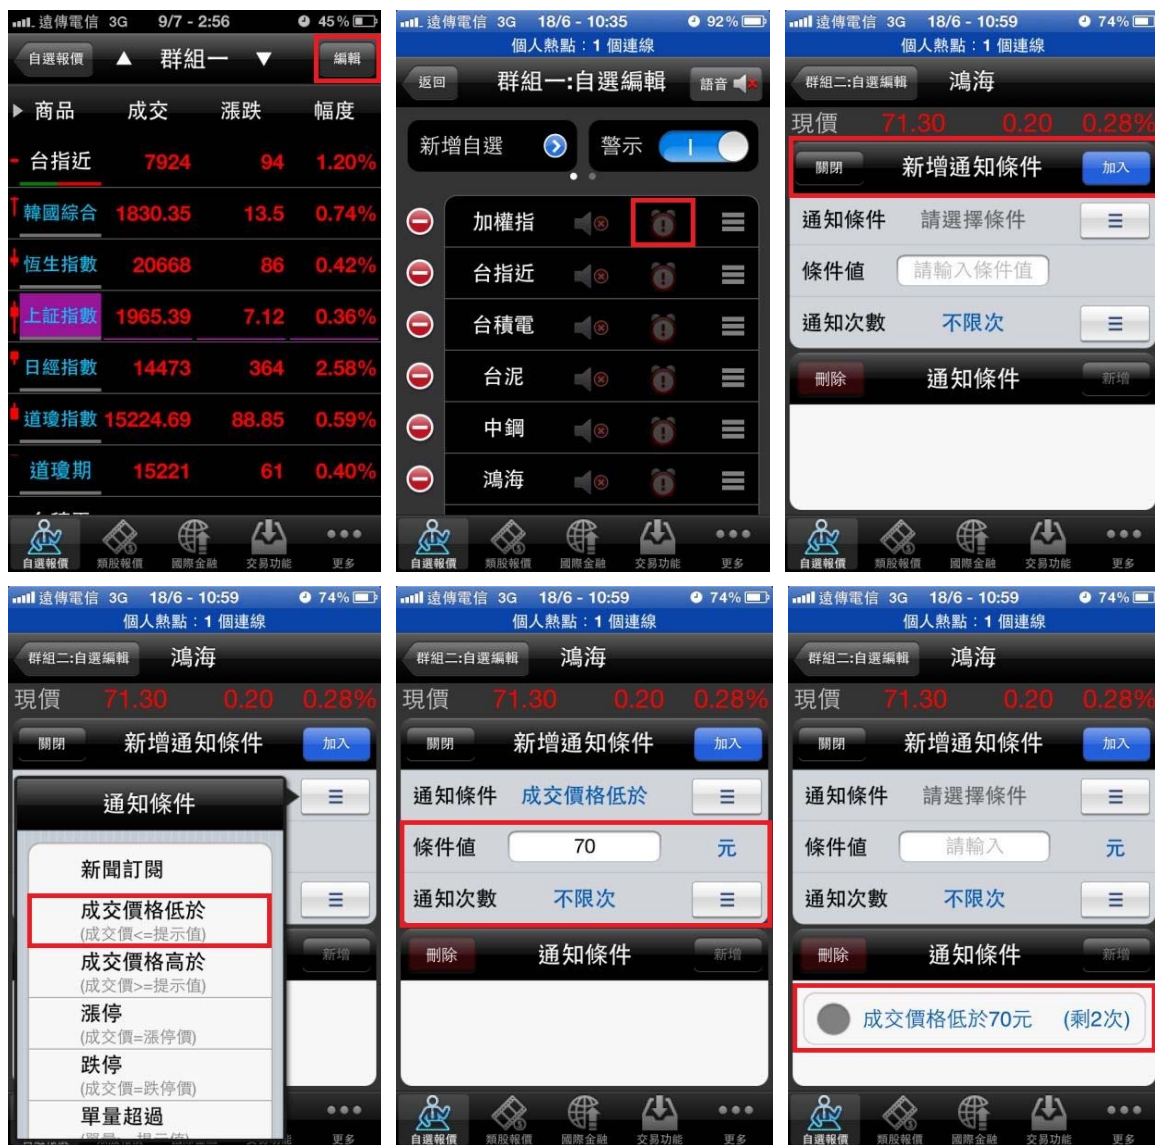 遠傳電信 3G 9/7 - 2:56 45%
自選報價 ▲ 群組一 ▼ 編輯
商品 成交 漲跌 幅度
台指近 7924 94 1.20%
韓國綜合 1830.35 13.5 0.74%
恆生指數 20668 86 0.42%
上証指數 1965.39 7.12 0.36%
日經指數 14473 364 2.58%
道瓊指數 15224.69 88.85 0.59%
道瓊期 15221 61 0.40%
自選報價 類股報價 國際金融 交易功能 更多
遠傳電信 3G 18/6 - 10:35 92%
個人熱點：1 個連線
返回 群組一:自選編輯 語音
新增自選 警示
加權指
台指近
台積電
台泥
中鋼
鴻海
自選報價 類股報價 國際金融 交易功能 更多
遠傳電信 3G 18/6 - 10:59 74%
個人熱點：1 個連線
群組二:自選編輯 鴻海
現價 71.30 0.20 0.28%
關閉 新增通知條件 加入
通知條件 請選擇條件
條件值 請輸入條件值
通知次數 不限次
刪除 通知條件 新增
自選報價 類股報價 國際金融 交易功能 更多
遠傳電信 3G 18/6 - 10:59 74%
個人熱點：1 個連線
群組二:自選編輯 鴻海
現價 71.30 0.20 0.28%
關閉 新增通知條件 加入
通知條件
新聞訂閱
成交價格低於
(成交價<=提示值)
成交價格高於
(成交價>=提示值)
新增
漲停
(成交價=漲停價)
跌停
(成交價=跌停價)
單量超過
更多
遠傳電信 3G 18/6 - 10:59 74%
個人熱點：1 個連線
群組二:自選編輯 鴻海
現價 71.30 0.20 0.28%
關閉 新增通知條件 加入
通知條件 成交價格低於
條件值 70 元
通知次數 不限次
刪除 通知條件 新增
自選報價 類股報價 國際金融 交易功能 更多
遠傳電信 3G 18/6 - 10:59 74%
個人熱點：1 個連線
群組二:自選編輯 鴻海
現價 71.30 0.20 0.28%
關閉 新增通知條件 加入
通知條件 請選擇條件
條件值 請輸入 元
通知次數 不限次
刪除 通知條件 新增
成交價格低於70元 (剩2次)
自選報價 類股報價 國際金融 交易功能 更多